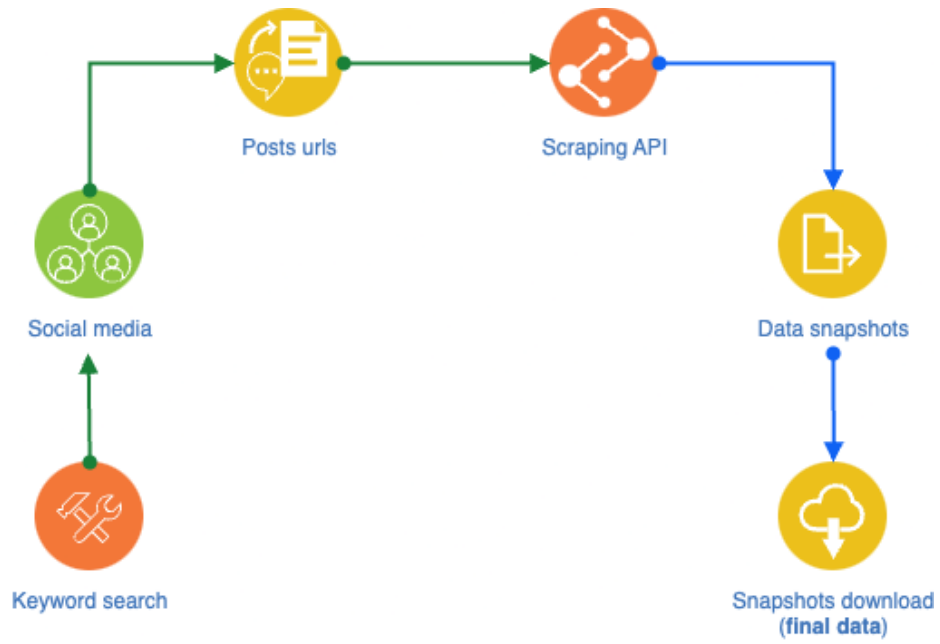 Posts urls
Scraping API
Social media
Data snapshots
Keyword search
Snapshots download
(final data)